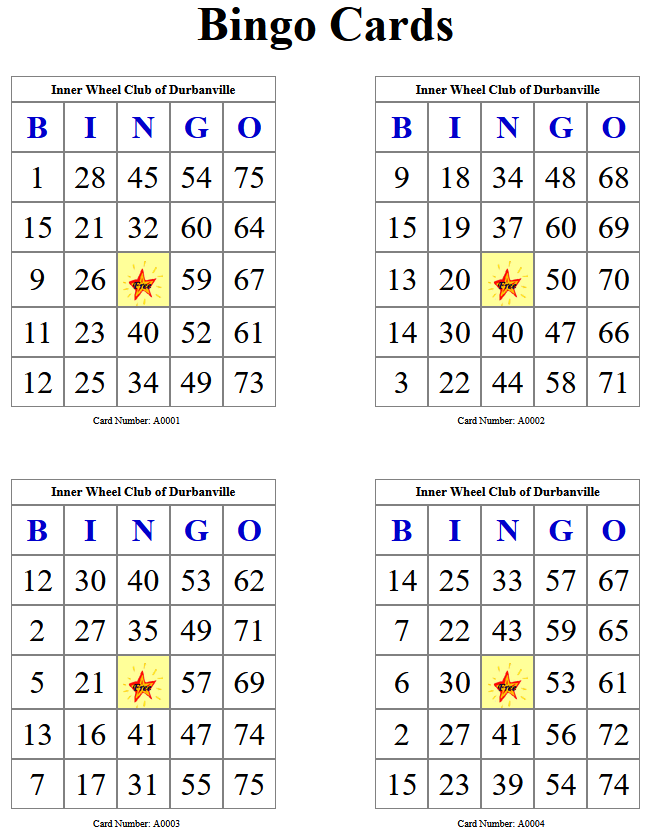 Bingo Cards
Inner Wheel Club of Durbanville
B I N G O
1 28 45 54 75
15 21 32 60 64
9 26 Free 59 67
11 23 40 52 61
12 25 34 49 73
Card Number: A0001
Inner Wheel Club of Durbanville
B I N G O
9 18 34 48 68
15 19 37 60 69
13 20 Free 50 70
14 30 40 47 66
3 22 44 58 71
Card Number: A0002
Inner Wheel Club of Durbanville
B I N G O
12 30 40 53 62
2 27 35 49 71
5 21 Free 57 69
13 16 41 47 74
7 17 31 55 75
Card Number: A0003
Inner Wheel Club of Durbanville
B I N G O
14 25 33 57 67
7 22 43 59 65
6 30 Free 53 61
2 27 41 56 72
15 23 39 54 74
Card Number: A0004